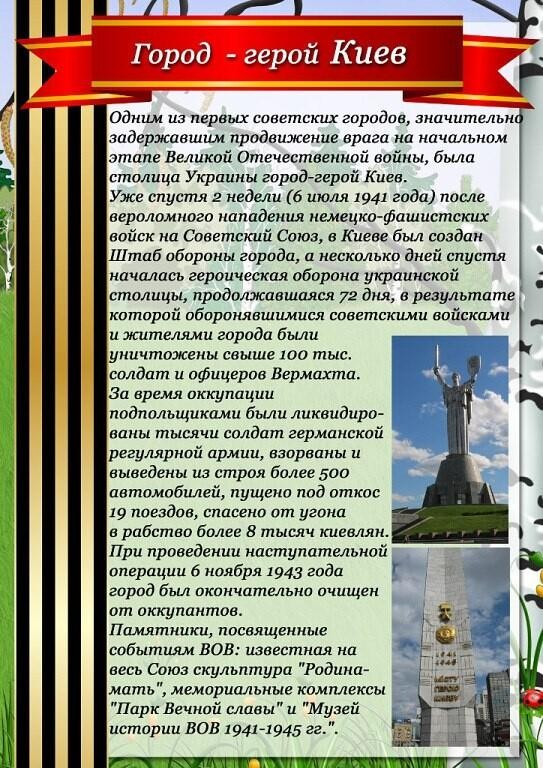 Город - герой Киев
Одним из первых советских городов, значительно
задержавшим продвижение врага на начальном
этапе Великой Отечественной войны, была
столица Украины город-герой Киев.
Уже спустя 2 недели (6 июля 1941 года) после
вероломного нападения немецко-фашистских
войск на Советский Союз, в Киеве был создан
Штаб обороны города, а несколько дней спустя
началась героическая оборона украинской
столицы, продолжавшаяся 72 дня, в результате
которой оборонявшимися советскими войсками
и жителями города были
уничтожены свыше 100 тыс.
солдат и офицеров Вермахта.
За время оккупации
подпольщиками были ликвидиро-
ваны тысячи солдат германской
регулярной армии, взорваны и
выведены из строя более 500
автомобилей, пущено под откос
19 поездов, спасено от угона
в рабство более 8 тысяч киевлян.
При проведении наступательной
операции 6 ноября 1943 года
город был окончательно очищен
от оккупантов.
Памятники, посвященные
событиям ВОВ: известная на
весь Союз скульптура "Родина-
мать", мемориальные комплексы
"Парк Вечной славы" и "Музей
истории ВОВ 1941-1945 гг.".
1941
1945
МІСТУ
ГЕРОЮ
КИЄВУ